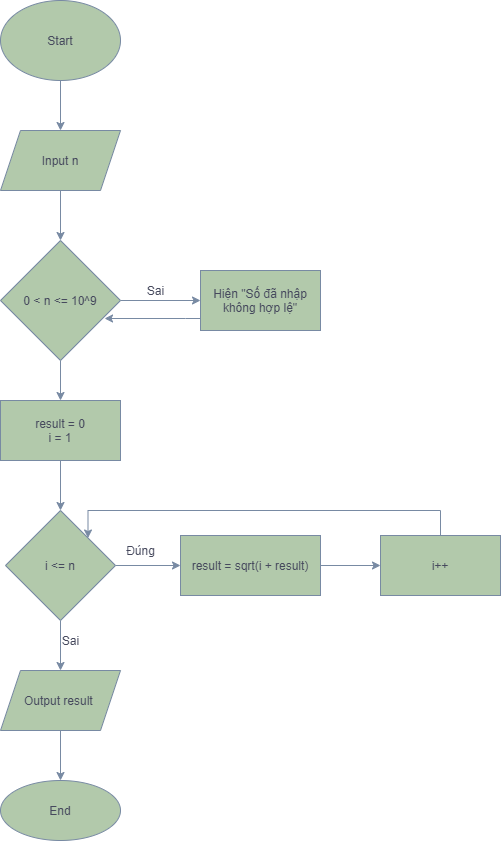 Start
Input n
0 < n <= 10^9
Sai
Hiện "Số đã nhập
không hợp lệ"
result = 0
i = 1
i <= n
Đúng
result = sqrt(i + result)
i++
Sai
Output result
End